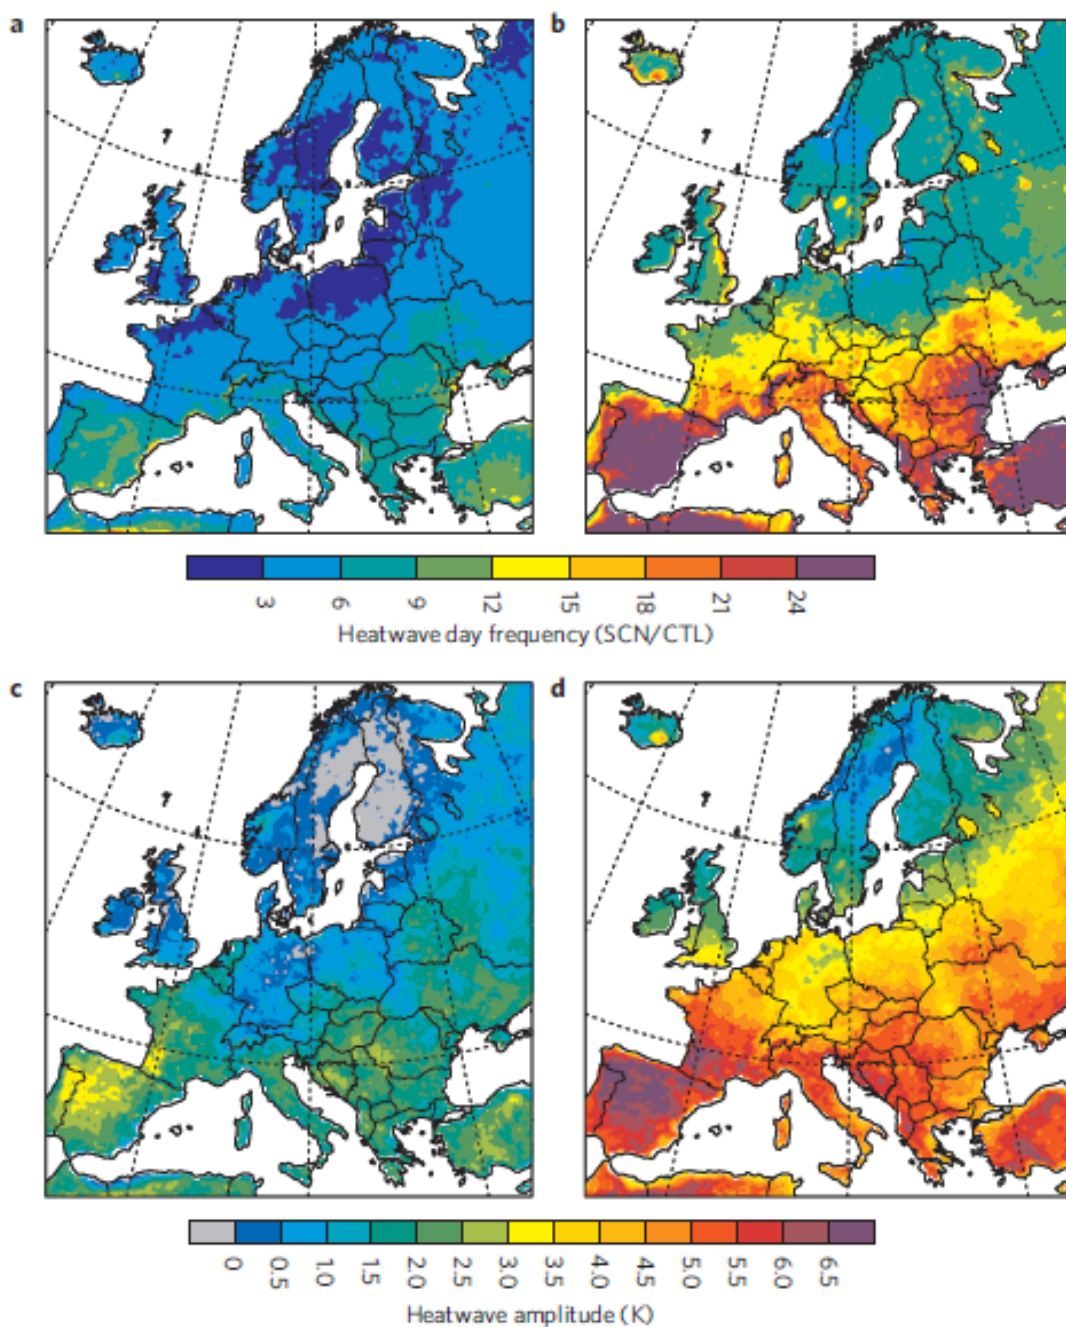 a b
3 6 9 12 15 18 21 24
Heatwave day frequency (SCN/CTL)
c d
0 0.5 1.0 1.5 2.0 2.5 3.0 3.5 4.0 4.5 5.0 5.5 6.0 6.5
Heatwave amplitude (K)